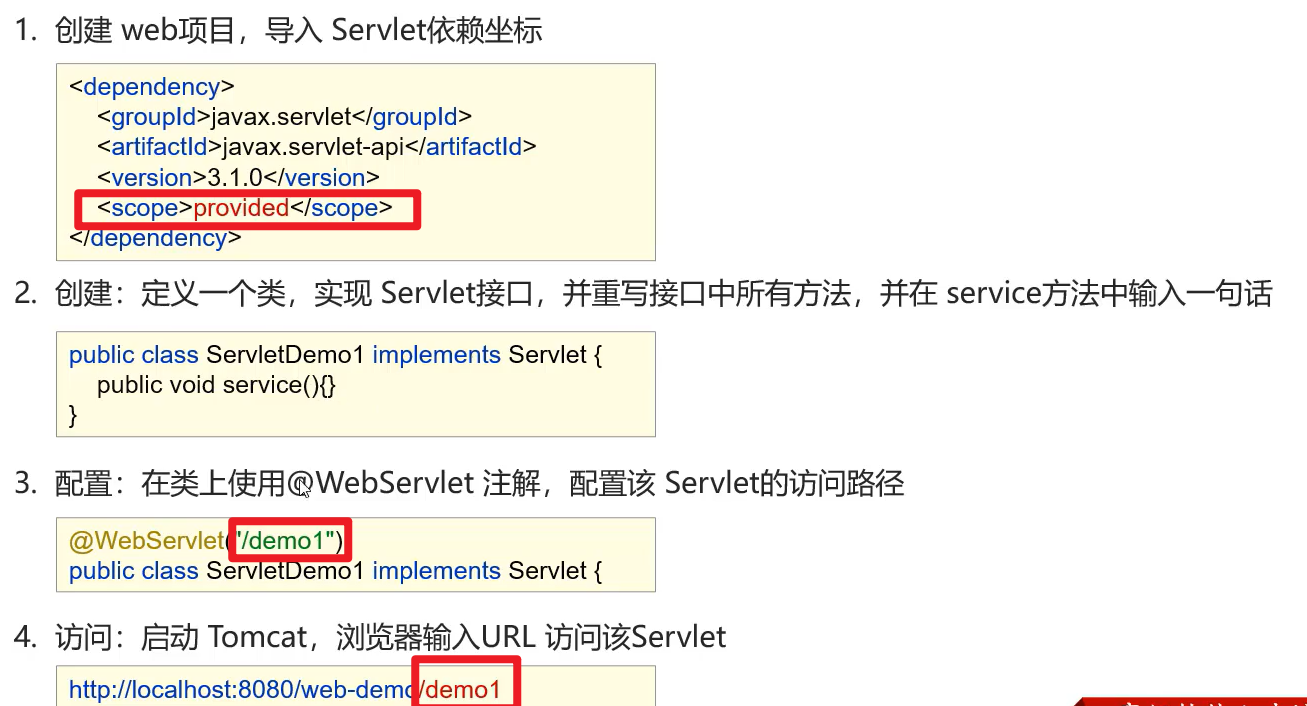 1. 创建 web项目，导入 Servlet依赖坐标
<dependency>
<groupId>javax.servlet</groupId>
<artifactId>javax.servlet-api</artifactId>
<version>3.1.0</version>
<scope>provided</scope>
</dependency>
2. 创建：定义一个类，实现 Servlet接口，并重写接口中所有方法，并在 service方法中输入一句话
public class ServletDemo1 implements Servlet {
public void service(){}
}
3. 配置：在类上使用@WebServlet 注解，配置该 Servlet的访问路径
@WebServlet("/demo1")
public class ServletDemo1 implements Servlet {
4. 访问：启动 Tomcat，浏览器输入URL 访问该Servlet
http://localhost:8080/web-demo/demo1